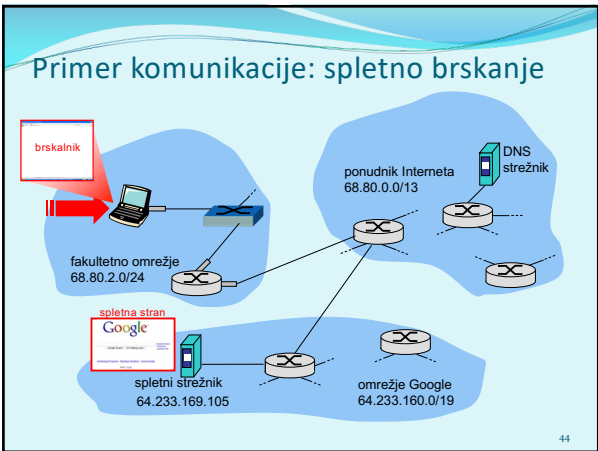 Primer komunikacije: spletno brskanje
brskalnik
DNS
strežnik
ponudnik Interneta
68.80.0.0/13
fakultetno omrežje
68.80.2.0/24
spletna stran
Google
spletni strežnik
64.233.169.105
omrežje Google
64.233.160.0/19
44